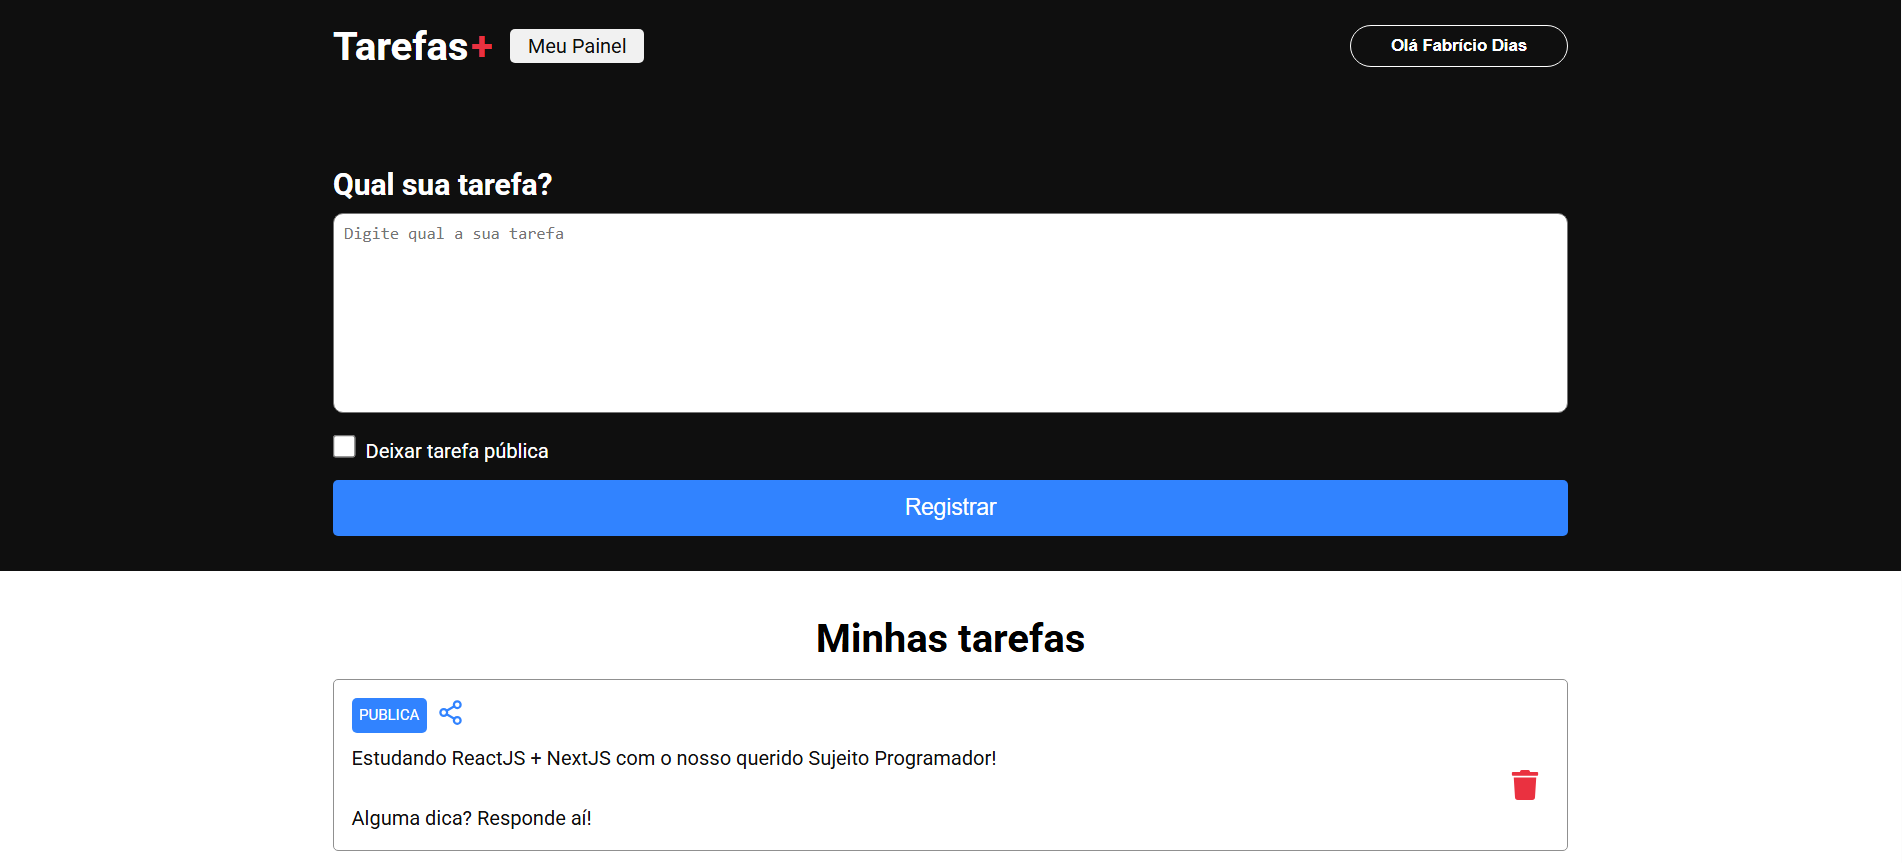 Tarefas+ Meu Painel Olá Fabrício Dias
Qual sua tarefa?
Digite qual a sua tarefa
Deixar tarefa pública
Registrar
Minhas tarefas
PUBLICA
Estudando ReactJS + NextJS com o nosso querido Sujeito Programador!
Alguma dica? Responde aí!